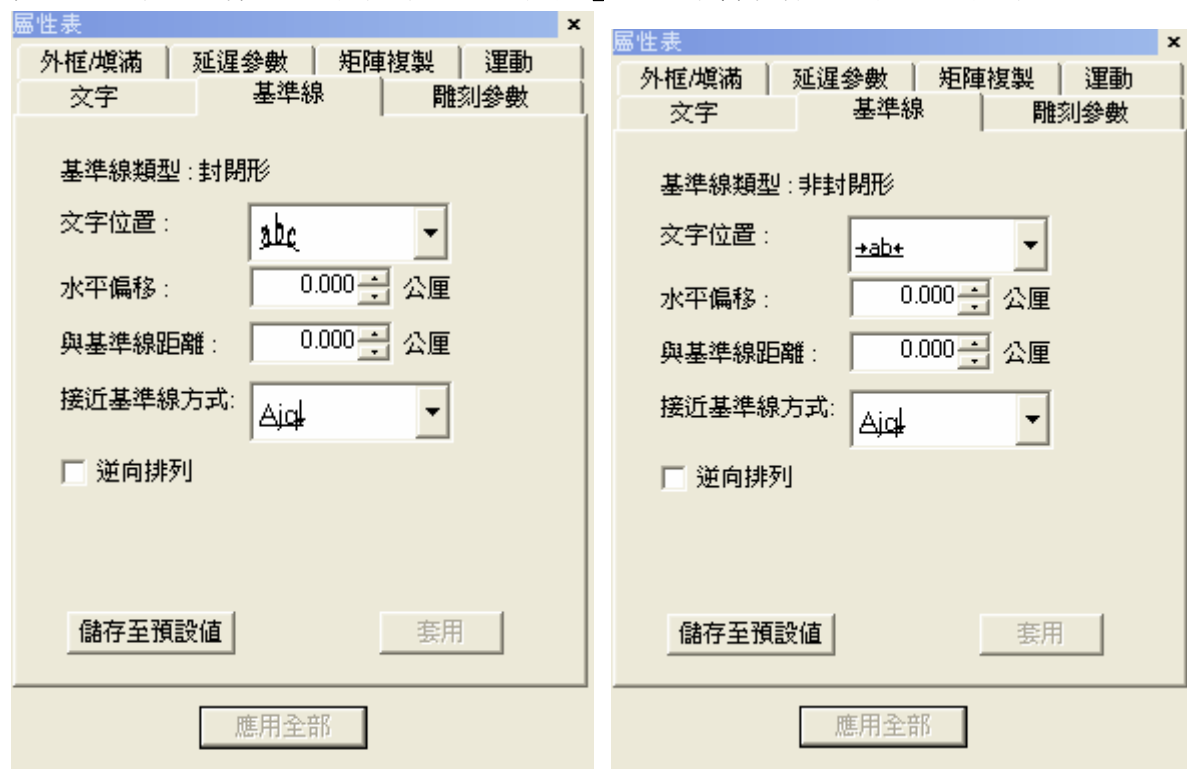 屬性表
外框/塡滿 延遲參數 矩陣複製 運動
文字 基準線 雕刻參數
基準線類型 : 封閉形
文字位置 : abc
水平偏移 : 0.000 公厘
與基準線距離 : 0.000 公厘
接近基準線方式: Ajq
逆向排列
儲存至預設値 套用
應用全部
屬性表
外框/塡滿 延遲參數 矩陣複製 運動
文字 基準線 雕刻參數
基準線類型 : 非封閉形
文字位置 : ab
水平偏移 : 0.000 公厘
與基準線距離 : 0.000 公厘
接近基準線方式: Ajq
逆向排列
儲存至預設値 套用
應用全部